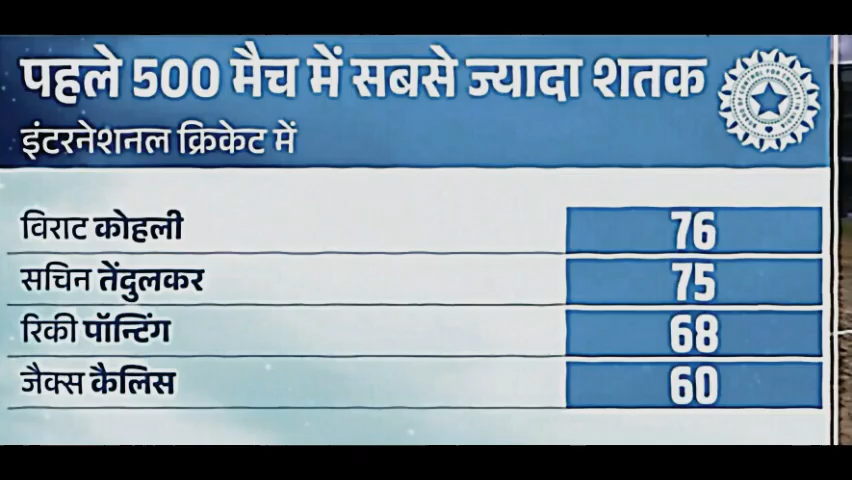 पहले 500 मैच में सबसे ज्यादा शतक
इंटरनेशनल क्रिकेट में
विराट कोहली 76
सचिन तेंदुलकर 75
रिकी पॉन्टिंग 68
जैक्स कैलिस 60